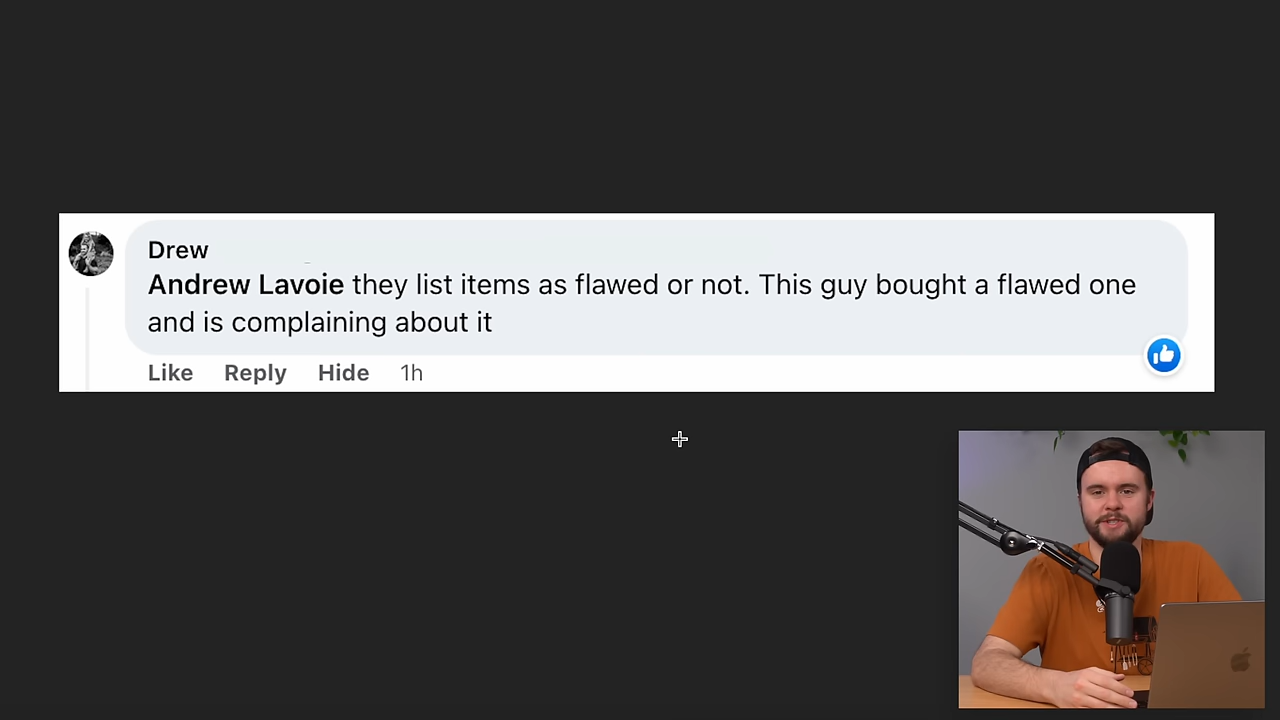 Drew
Andrew Lavoie they list items as flawed or not. This guy bought a flawed one
and is complaining about it
Like Reply Hide 1h